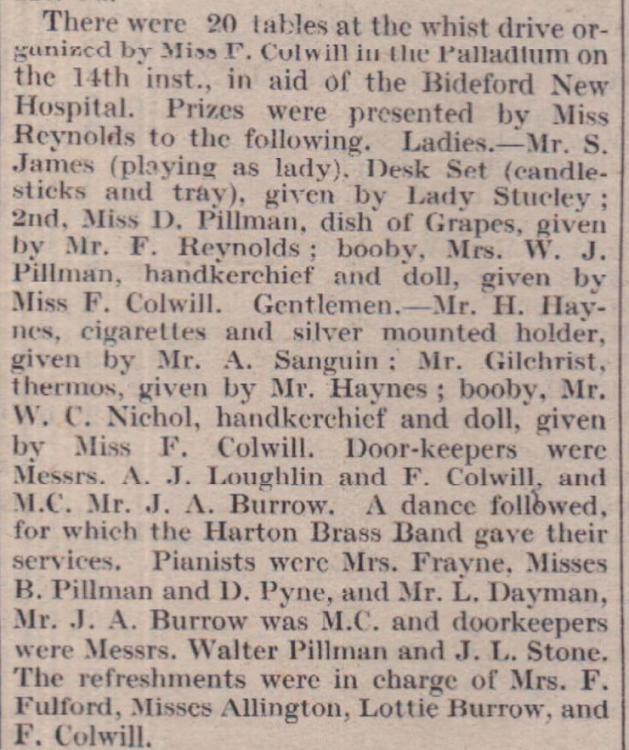 There were 20 tables at the whist drive or-
ganized by Miss F. Colwill in the Palladium on
the 14th inst., in aid of the Bideford New
Hospital. Prizes were presented by Miss
Reynolds to the following. Ladies.—Mr. S.
James (playing as lady), Desk Set (candle-
sticks and tray), given by Lady Stucley ;
2nd, Miss D. Pillman, dish of Grapes, given
by Mr. F. Reynolds ; booby, Mrs. W. J.
Pillman, handkerchief and doll, given by
Miss F. Colwill. Gentlemen.—Mr. H. Hay-
nes, cigarettes and silver mounted holder,
given by Mr. A. Sanguin ; Mr. Gilchrist,
thermos, given by Mr. Haynes ; booby, Mr.
W. C. Nichol, handkerchief and doll, given
by Miss F. Colwill. Door-keepers were
Messrs. A. J. Loughlin and F. Colwill, and
M.C. Mr. J. A. Burrow. A dance followed,
for which the Harton Brass Band gave their
services. Pianists were Mrs. Frayne, Misses
B. Pillman and D. Pyne, and Mr. L. Dayman,
Mr. J. A. Burrow was M.C. and doorkeepers
were Messrs. Walter Pillman and J. L. Stone.
The refreshments were in charge of Mrs. F.
Fulford, Misses Allington, Lottie Burrow, and
F. Colwill.